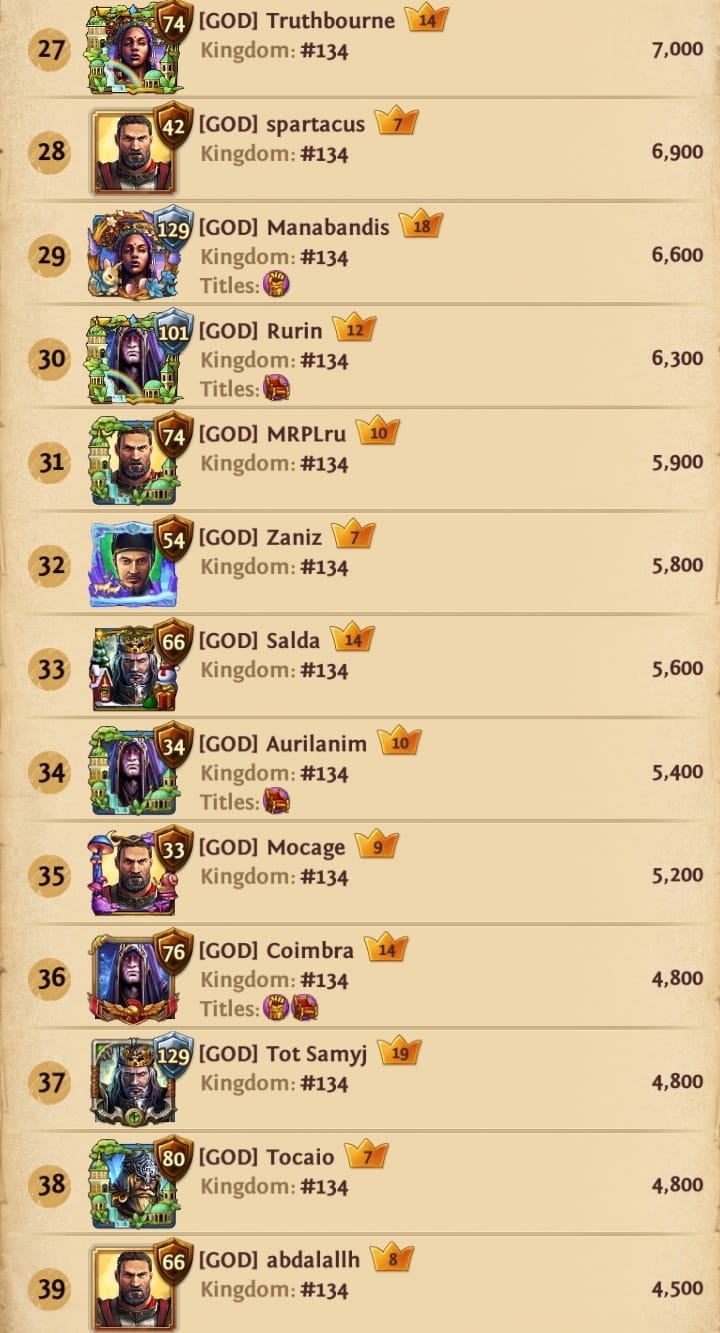 74 [GOD] Truthbourne 14
27 Kingdom: #134 7,000
42 [GOD] spartacus 7
28 Kingdom: #134 6,900
129 [GOD] Manabandis 18
29 Kingdom: #134 6,600
Titles:
101 [GOD] Rurin 12
30 Kingdom: #134 6,300
Titles:
74 [GOD] MRPLru 10
31 Kingdom: #134 5,900
54 [GOD] Zaniz 7
32 Kingdom: #134 5,800
66 [GOD] Salda 14
33 Kingdom: #134 5,600
34 [GOD] Aurilanim 10
34 Kingdom: #134 5,400
Titles:
33 [GOD] Mocage 9
35 Kingdom: #134 5,200
76 [GOD] Coimbra 14
36 Kingdom: #134 4,800
Titles:
129 [GOD] Tot Samyj 19
37 Kingdom: #134 4,800
80 [GOD] Tocaio 7
38 Kingdom: #134 4,800
66 [GOD] abdalallh 8
39 Kingdom: #134 4,500